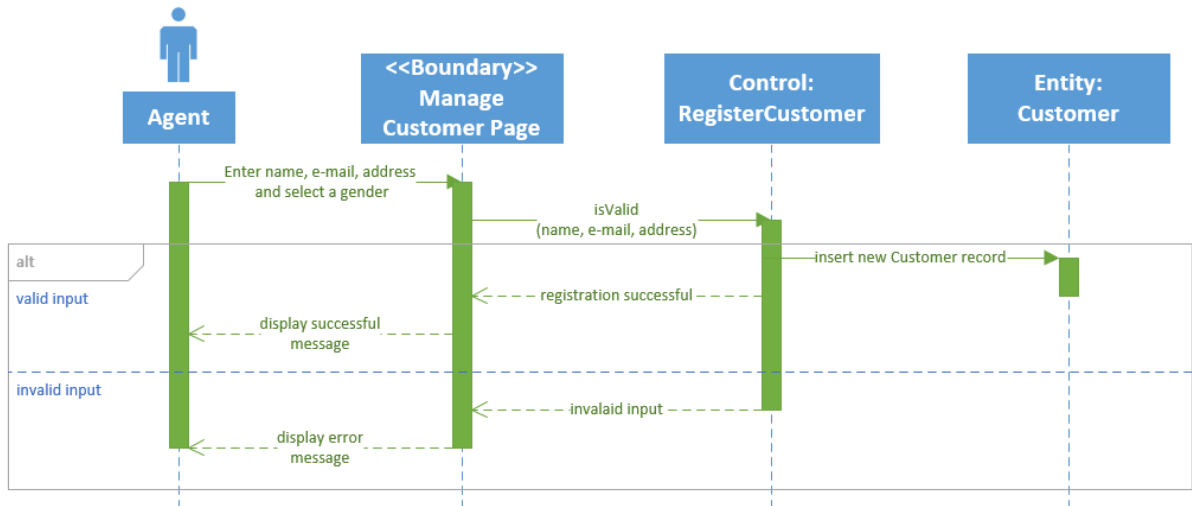 Agent
<<Boundary>>
Manage
Customer Page
Control:
RegisterCustomer
Entity:
Customer
Enter name, e-mail, address
and select a gender
isValid
(name, e-mail, address)
alt
insert new Customer record
valid input
registration successful
display successful
message
invalid input
invalaid input
display error
message